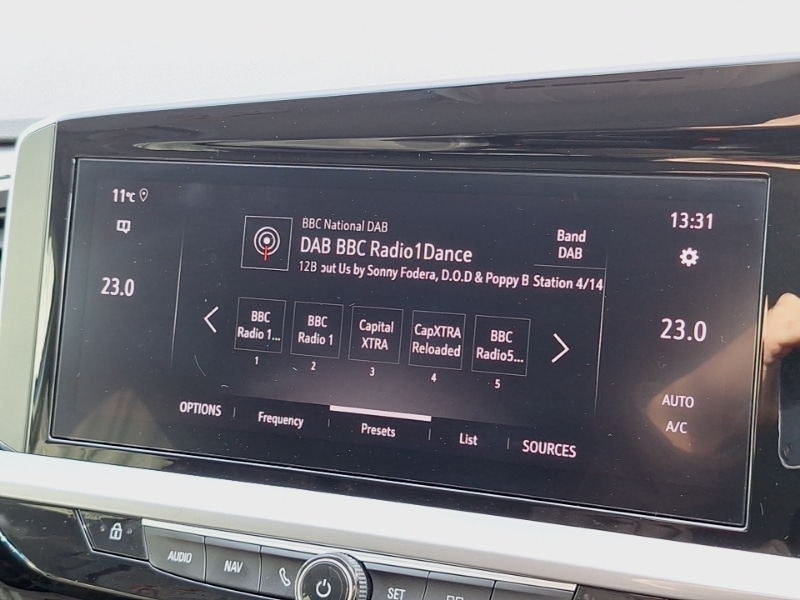 11°C
13:31
BBC National DAB
DAB BBC Radio1Dance
12B out Us by Sonny Fodera, D.O.D & Poppy B
Band
DAB
Station 4/14
23.0
23.0
BBC
Radio 1...
1
BBC
Radio 1
2
Capital
XTRA
3
CapXTRA
Reloaded
4
BBC
Radio5...
5
AUTO
A/C
OPTIONS
Frequency
Presets
List
SOURCES
AUDIO
NAV
SET